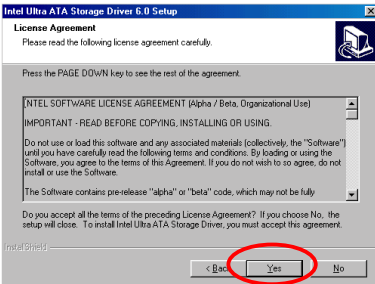 Intel Ultra ATA Storage Driver 6.0 Setup
License Agreement
Please read the following license agreement carefully.
Press the PAGE DOWN key to see the rest of the agreement.
INTEL SOFTWARE LICENSE AGREEMENT (Alpha / Beta, Organizational Use)
IMPORTANT - READ BEFORE COPYING, INSTALLING OR USING.
Do not use or load this software and any associated materials (collectively, the "Software")
until you have carefully read the following terms and conditions. By loading or using the
Software, you agree to the terms of this Agreement. If you do not wish to so agree, do not
install or use the Software.
The Software contains pre-release "alpha" or "beta" code, which may not be fully
Do you accept all the terms of the preceding License Agreement? If you choose No, the
setup will close. To install Intel Ultra ATA Storage Driver, you must accept this agreement.
InstallShield
< Back Yes No